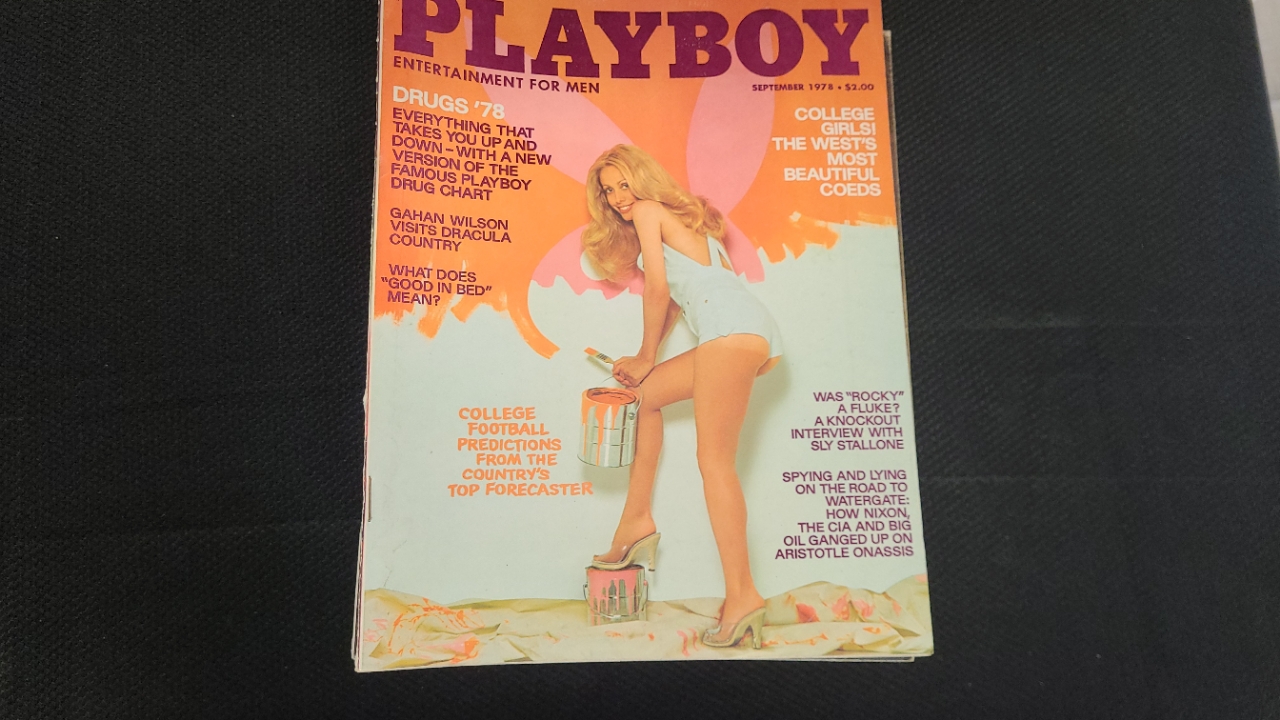 PLAYBOY
ENTERTAINMENT FOR MEN
SEPTEMBER 1978 • $2.00
DRUGS '78
EVERYTHING THAT
TAKES YOU UP AND
DOWN – WITH A NEW
VERSION OF THE
FAMOUS PLAYBOY
DRUG CHART
GAHAN WILSON
VISITS DRACULA
COUNTRY
WHAT DOES
"GOOD IN BED"
MEAN?
COLLEGE
GIRLS!
THE WEST'S
MOST
BEAUTIFUL
COEDS
COLLEGE
FOOTBALL
PREDICTIONS
FROM THE
COUNTRY'S
TOP FORECASTER
WAS "ROCKY"
A FLUKE?
A KNOCKOUT
INTERVIEW WITH
SLY STALLONE
SPYING AND LYING
ON THE ROAD TO
WATERGATE:
HOW NIXON,
THE CIA AND BIG
OIL GANGED UP ON
ARISTOTLE ONASSIS